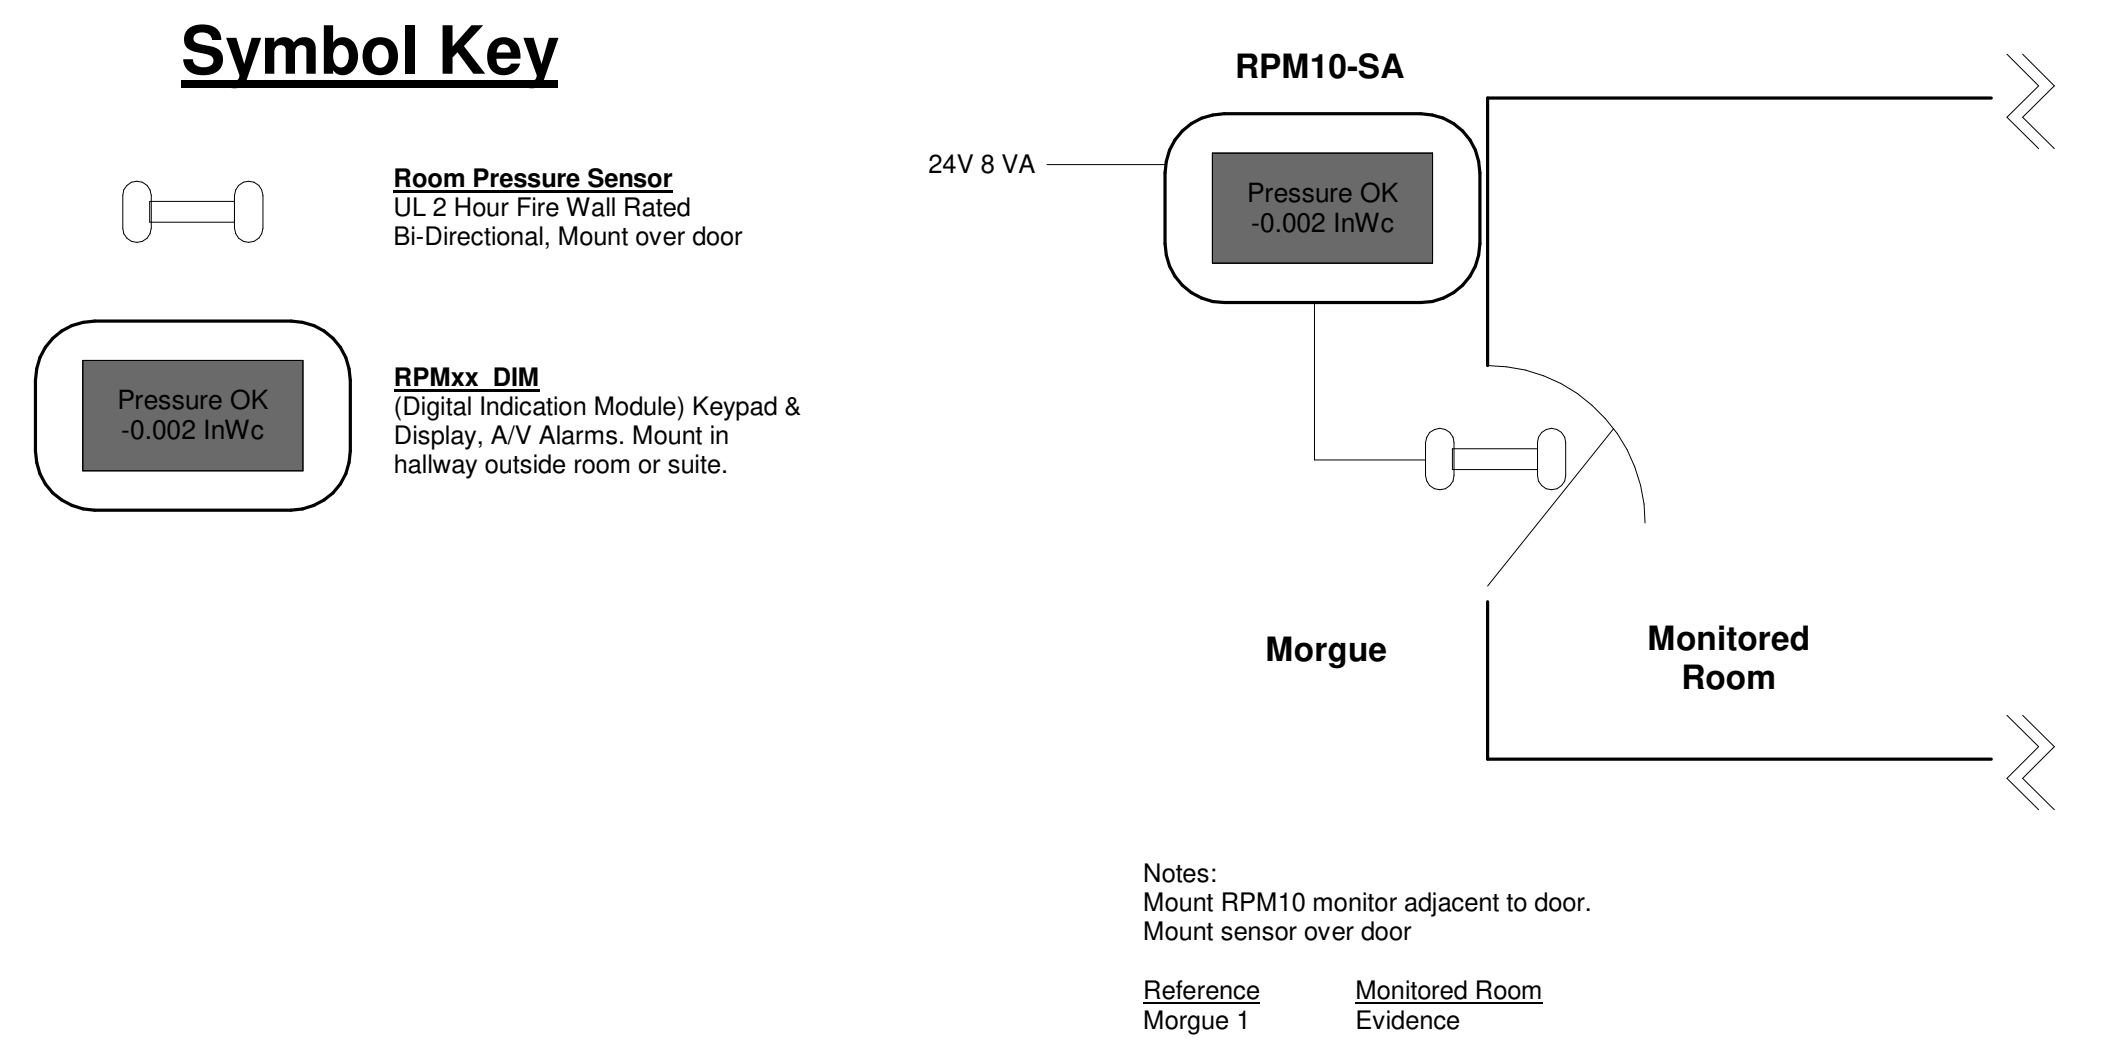 Symbol Key
Room Pressure Sensor
UL 2 Hour Fire Wall Rated
Bi-Directional, Mount over door
Pressure OK
-0.002 InWc
RPMxx  DIM
(Digital Indication Module) Keypad &
Display, A/V Alarms. Mount in
hallway outside room or suite.
RPM10-SA
24V 8 VA
Pressure OK
-0.002 InWc
Morgue
Monitored
Room
Notes:
Mount RPM10 monitor adjacent to door.
Mount sensor over door
Reference Monitored Room
Morgue 1 Evidence